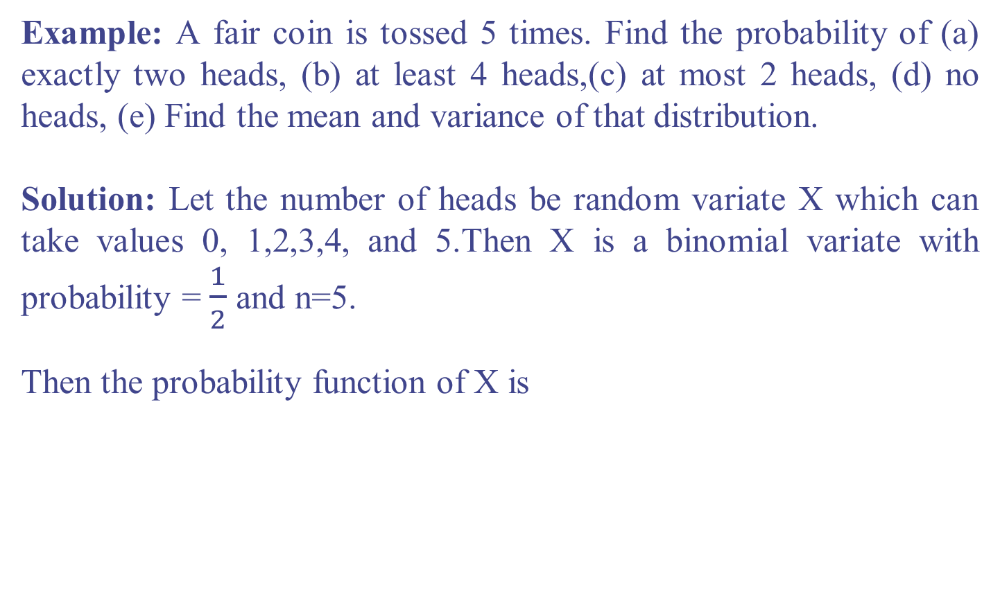 Example: A fair coin is tossed 5 times. Find the probability of (a)
exactly two heads, (b) at least 4 heads,(c) at most 2 heads, (d) no
heads, (e) Find the mean and variance of that distribution.
Solution: Let the number of heads be random variate X which can
take values 0, 1,2,3,4, and 5.Then X is a binomial variate with
probability = 1/2 and n=5.
Then the probability function of X is